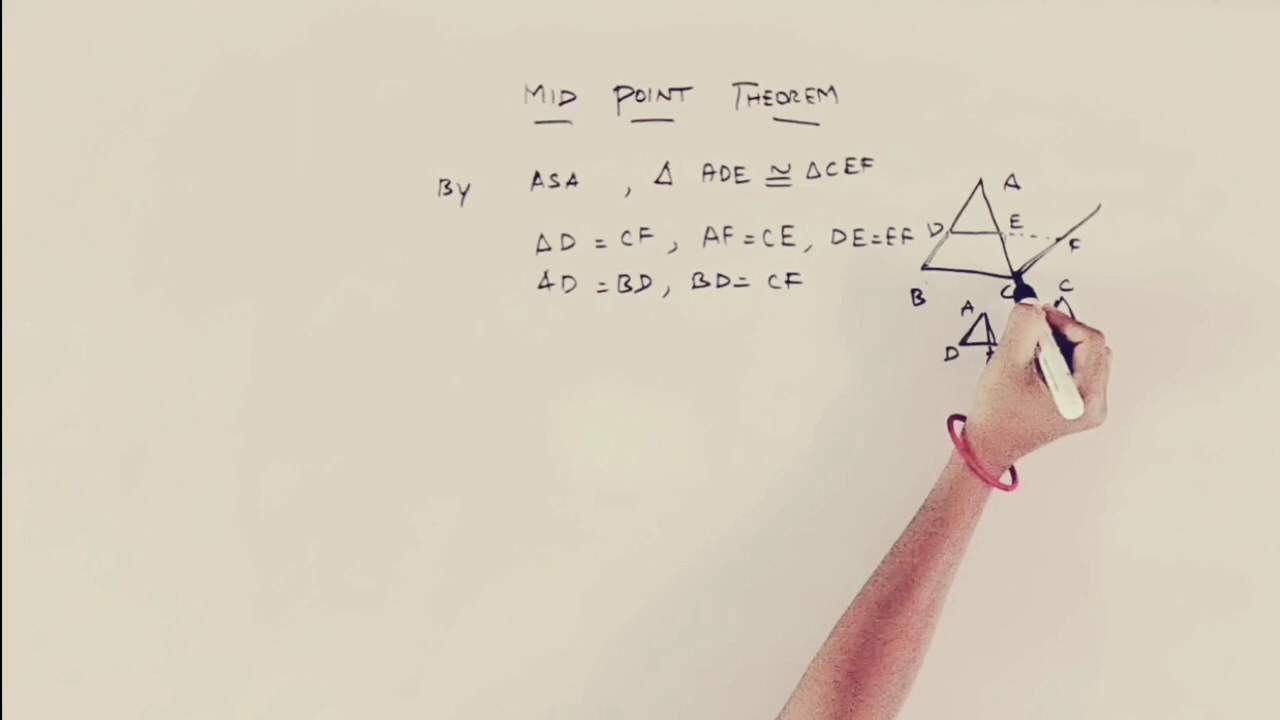 MID POINT THEOREM
By ASA , Δ ADE ≅ ΔCEF
AD = CF , AF = CE , DE = EF
AD = BD , BD = CF
A
D E
F
B C
C
A
D